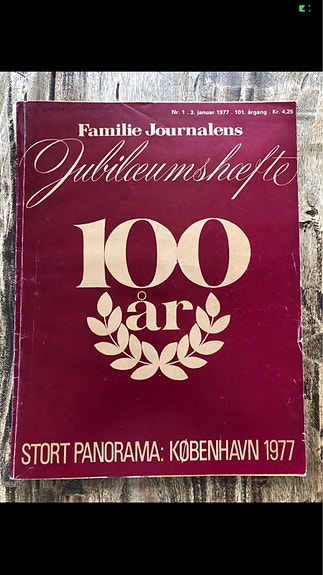 Nr. 1 . 3. januar 1977 . 101. årgang . Kr. 4,25
Familie Journalens
Jubilæumshæfte
100
år
STORT PANORAMA: KØBENHAVN 1977